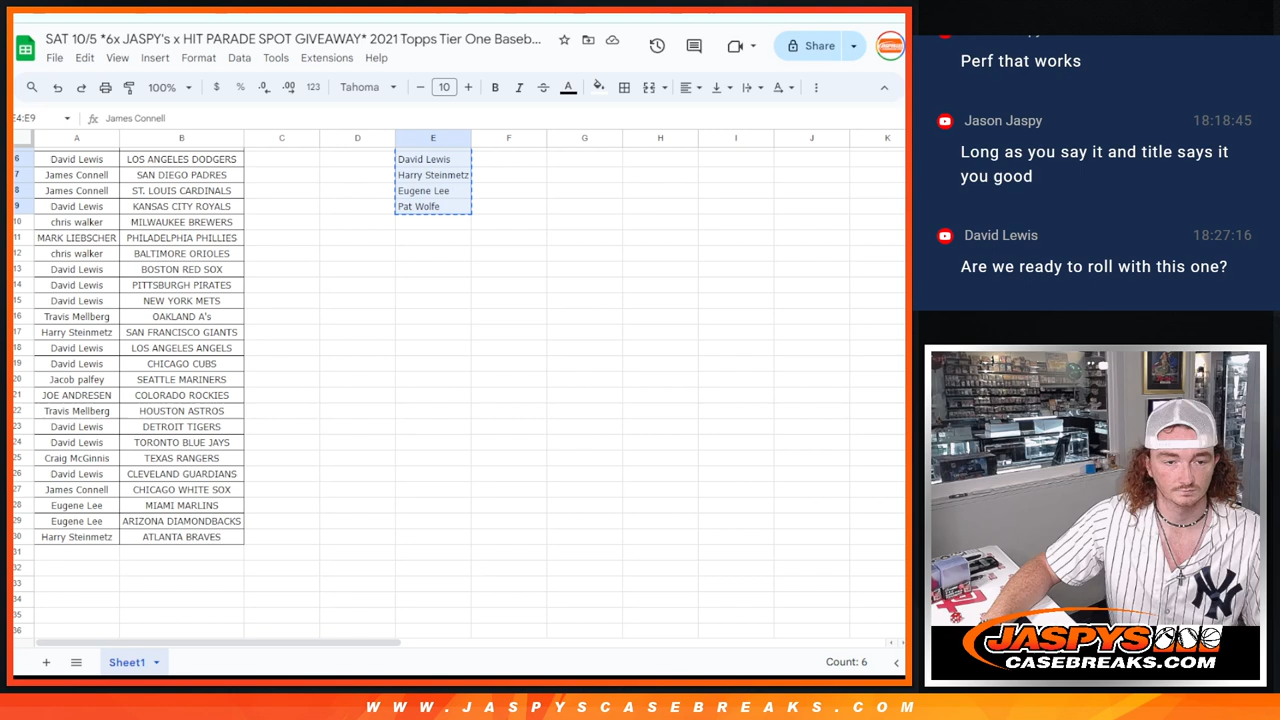 SAT 10/5 *6x JASPY's x HIT PARADE SPOT GIVEAWAY* 2021 Topps Tier One Baseb...
File Edit View Insert Format Data Tools Extensions Help
Share
100% $ % .0 .00 123 Tahoma 10 B I A
E4:E9 fx James Connell
A B C D E F G H I J K
6 David Lewis LOS ANGELES DODGERS David Lewis
7 James Connell SAN DIEGO PADRES Harry Steinmetz
8 James Connell ST. LOUIS CARDINALS Eugene Lee
9 David Lewis KANSAS CITY ROYALS Pat Wolfe
10 chris walker MILWAUKEE BREWERS
11 MARK LIEBSCHER PHILADELPHIA PHILLIES
12 chris walker BALTIMORE ORIOLES
13 David Lewis BOSTON RED SOX
14 David Lewis PITTSBURGH PIRATES
15 David Lewis NEW YORK METS
16 Travis Mellberg OAKLAND A's
17 Harry Steinmetz SAN FRANCISCO GIANTS
18 David Lewis LOS ANGELES ANGELS
19 David Lewis CHICAGO CUBS
20 Jacob palfey SEATTLE MARINERS
21 JOE ANDRESEN COLORADO ROCKIES
22 Travis Mellberg HOUSTON ASTROS
23 David Lewis DETROIT TIGERS
24 David Lewis TORONTO BLUE JAYS
25 Craig McGinnis TEXAS RANGERS
26 David Lewis CLEVELAND GUARDIANS
27 James Connell CHICAGO WHITE SOX
28 Eugene Lee MIAMI MARLINS
29 Eugene Lee ARIZONA DIAMONDBACKS
30 Harry Steinmetz ATLANTA BRAVES
31
32
33
34
35
36
Sheet1
Count: 6
Perf that works
Jason Jaspy 18:18:45
Long as you say it and title says it
you good
David Lewis 18:27:16
Are we ready to roll with this one?
JASPYS
CASEBREAKS.COM
WWW.JASPYSCASEBREAKS.COM